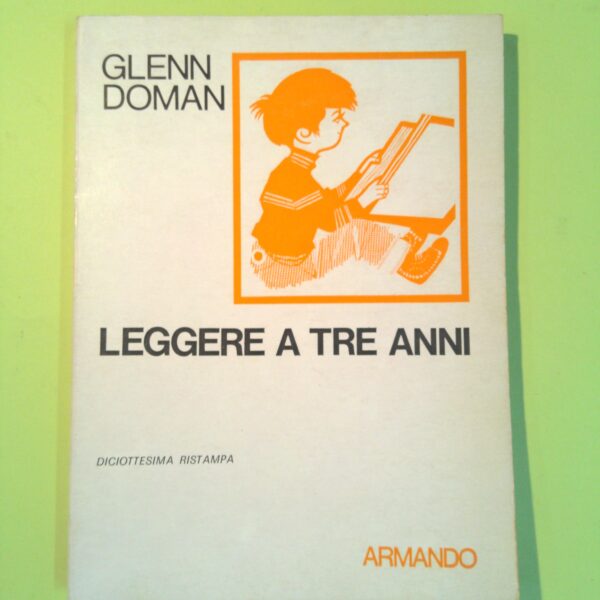 GLENN
DOMAN
LEGGERE A TRE ANNI
DICIOTTESIMA RISTAMPA
ARMANDO